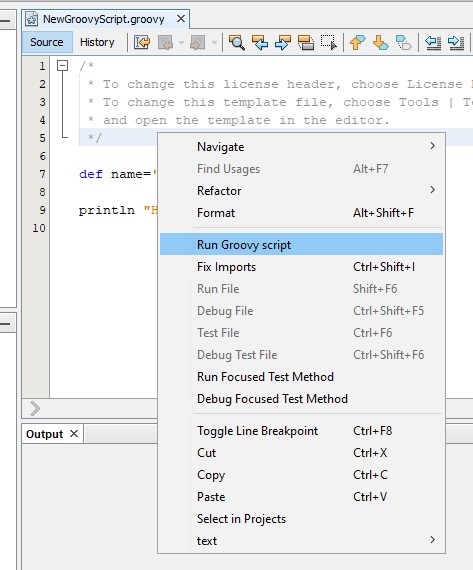 NewGroovyScript.groovy
Source History
1 /*
2 * To change this license header, choose License
3 * To change this template file, choose Tools |
4 * and open the template in the editor.
5 */
6
7 def name='
8
9 println "H
10
Navigate
Find Usages Alt+F7
Refactor
Format Alt+Shift+F
Run Groovy script
Fix Imports Ctrl+Shift+I
Run File Shift+F6
Debug File Ctrl+Shift+F5
Test File Ctrl+F6
Debug Test File Ctrl+Shift+F6
Run Focused Test Method
Debug Focused Test Method
Toggle Line Breakpoint Ctrl+F8
Cut Ctrl+X
Copy Ctrl+C
Paste Ctrl+V
Select in Projects
text
Output